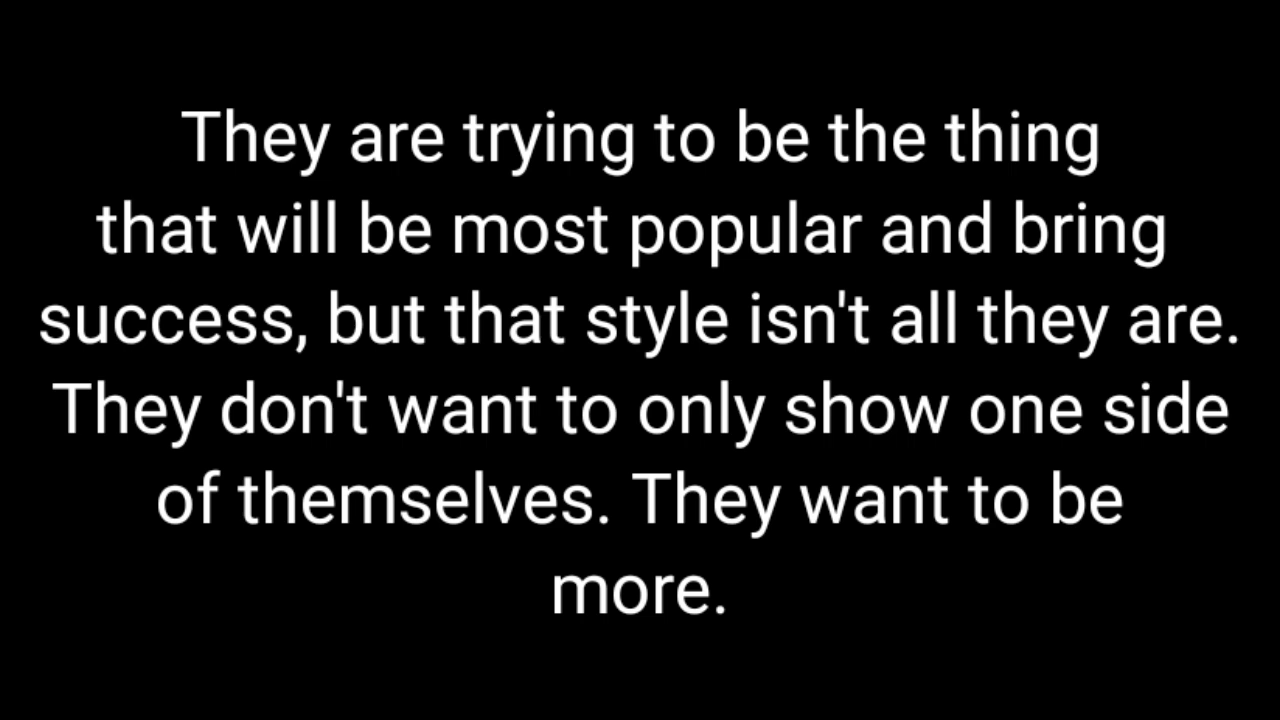 They are trying to be the thing
that will be most popular and bring
success, but that style isn't all they are.
They don't want to only show one side
of themselves. They want to be
more.